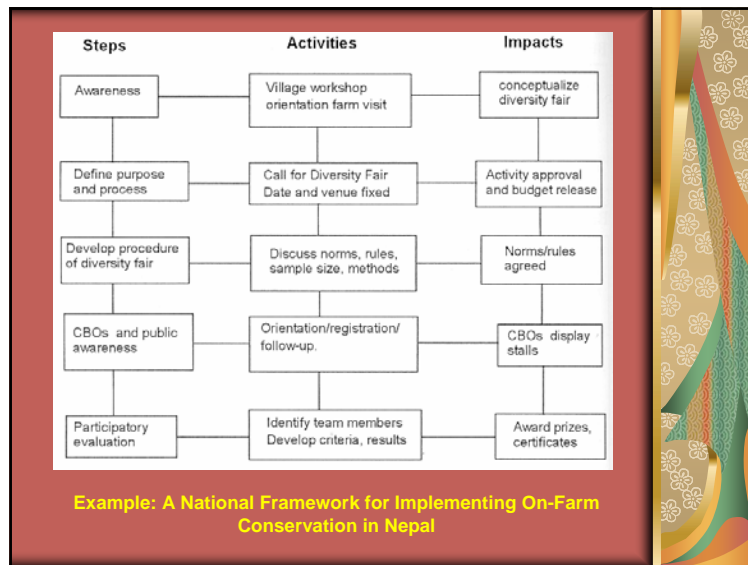 Steps Activities Impacts
Awareness
Village workshop
orientation farm visit
conceptualize
diversity fair
Define purpose
and process
Call for Diversity Fair
Date and venue fixed
Activity approval
and budget release
Develop procedure
of diversity fair
Discuss norms, rules,
sample size, methods
Norms/rules
agreed
CBOs and public
awareness
Orientation/registration/
follow-up.
CBOs display
stalls
Participatory
evaluation
Identify team members
Develop criteria, results
Award prizes,
certificates
Example: A National Framework for Implementing On-Farm
Conservation in Nepal